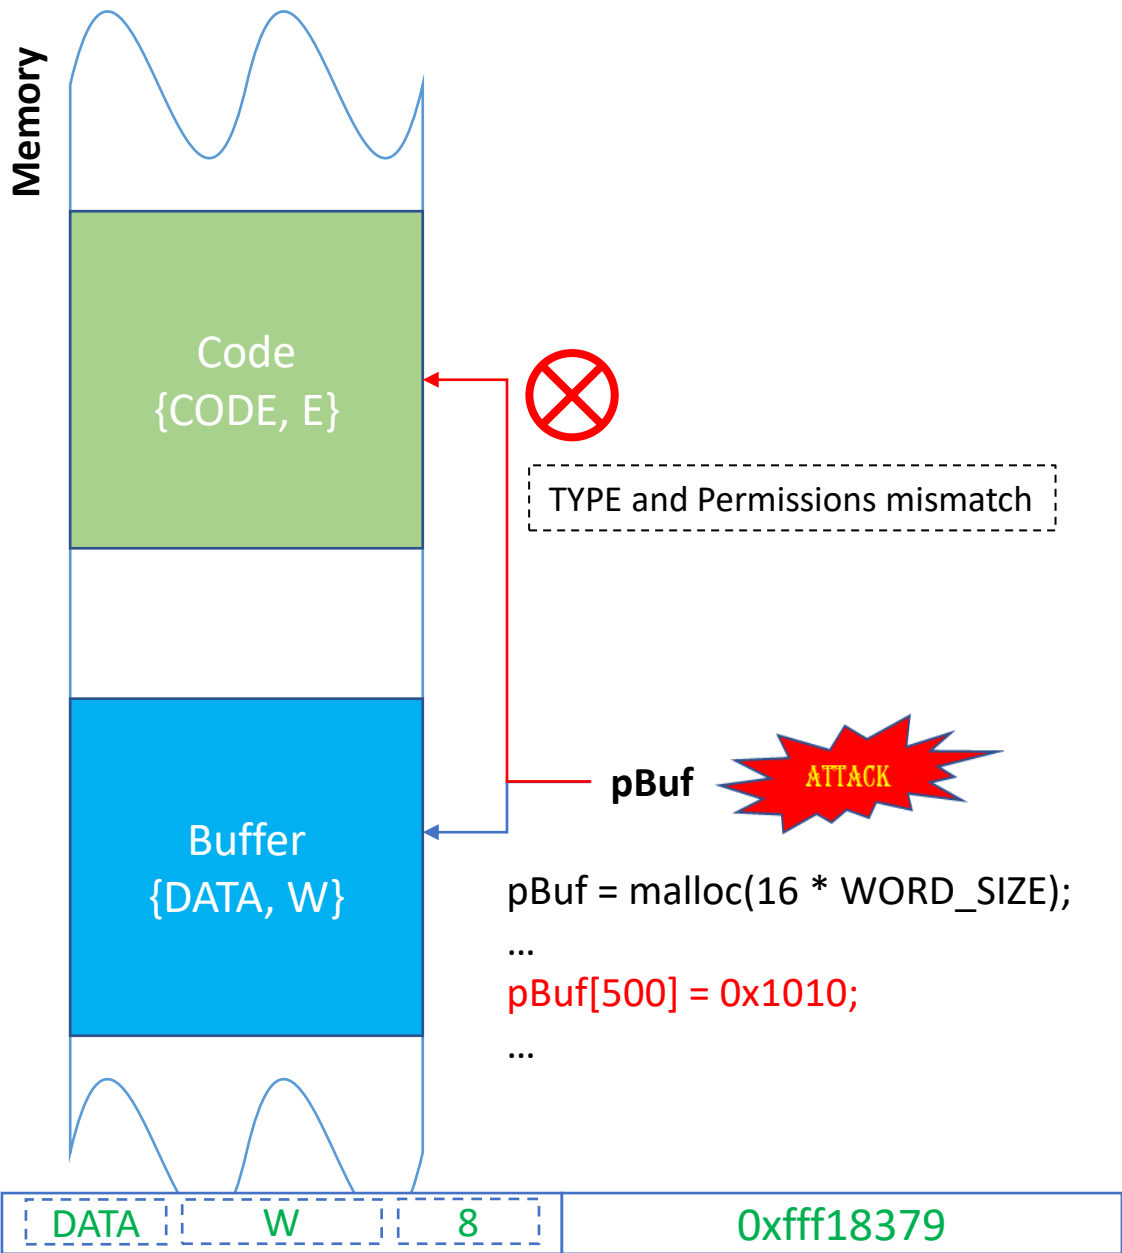 Memory
Code
{CODE, E}
TYPE and Permissions mismatch
pBuf
ATTACK
Buffer
{DATA, W}
pBuf = malloc(16 * WORD_SIZE);
...
pBuf[500] = 0x1010;
...
DATA W 8 0xfff18379